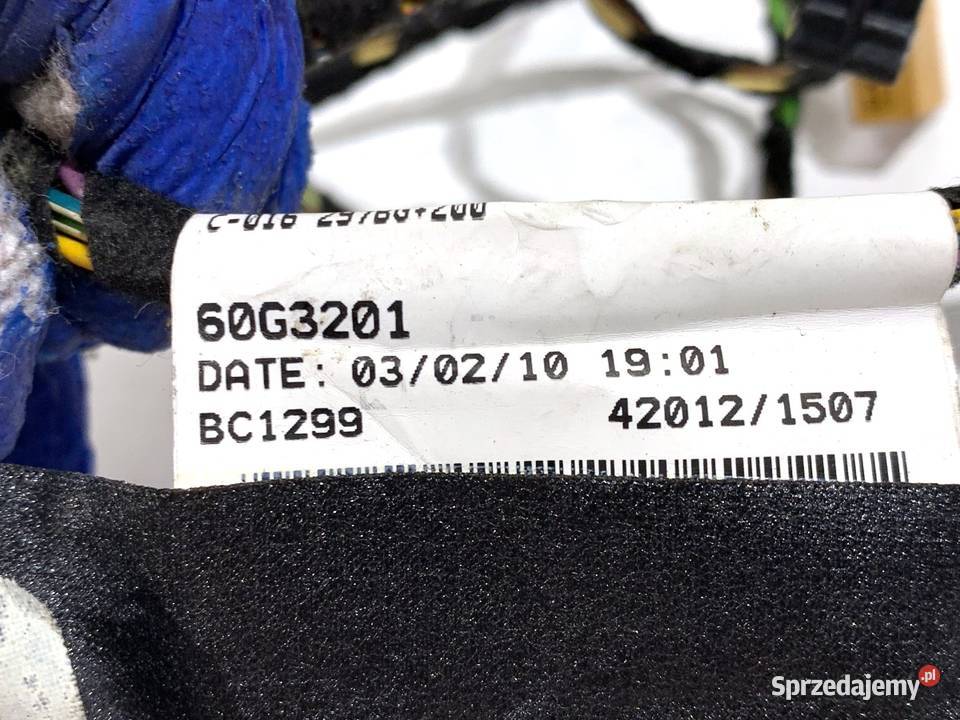 60G3201
DATE: 03/02/10 19:01
BC1299 42012/1507
Sprzedajemy.pl